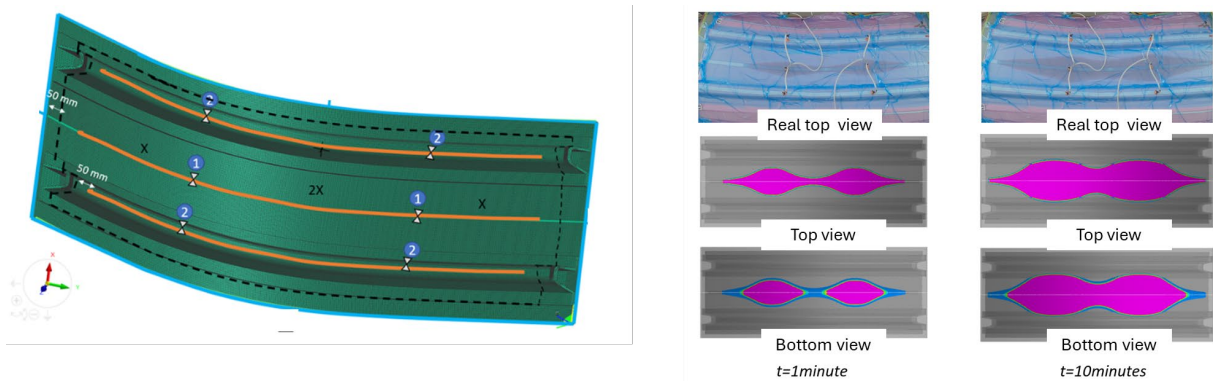 50 mm
2
2
X
1
2X
1
X
50 mm
2
2
X
Y
Real top view
Real top view
Top view
Top view
Bottom view
Bottom view
t=1minute
t=10minutes